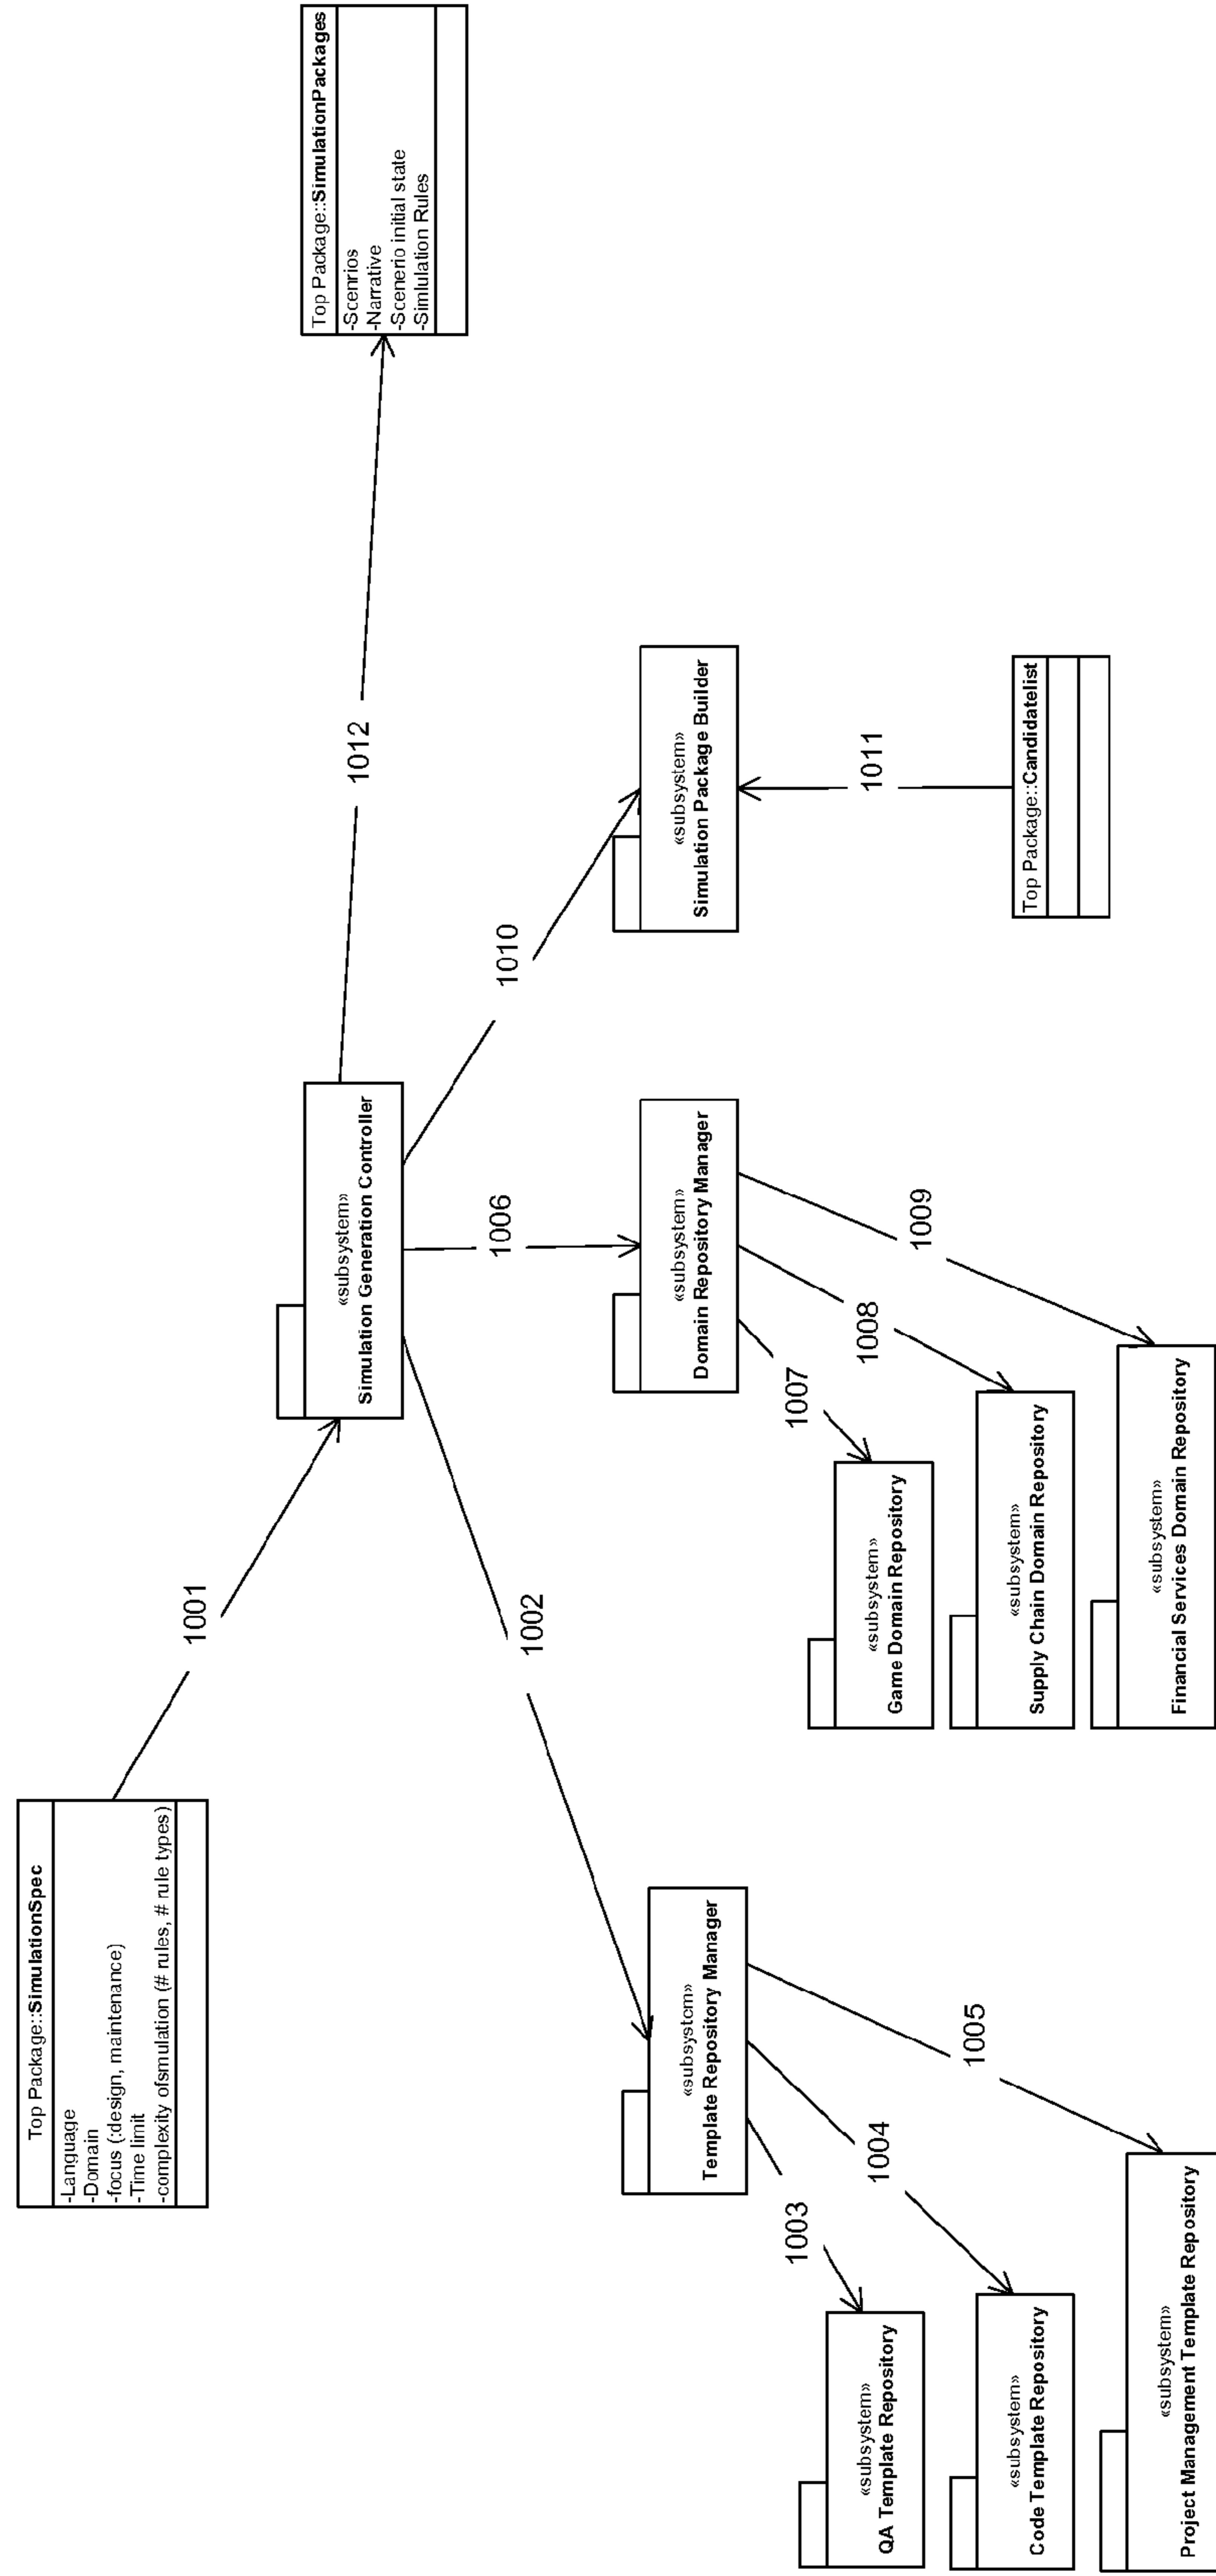 Top Package::SimulationSpec
-Language
-Domain
-focus (:design, maintenance)
-Time limit
-complexity ofsmulation (# rules, # rule types)
1001
«subsystem»
Simulation Generation Controller
1012
Top Package::SimulationPackages
-Scenrios
-Narrative
-Scenerio initial state
-Simlulation Rules
1002
1006
1010
«subsystem»
Template Repository Manager
«subsystem»
Domain Repository Manager
«subsystem»
Simulation Package Builder
1003
1004
1005
1007
1008
1009
1011
«subsystem»
QA Template Repository
«subsystem»
Code Template Repository
«subsystem»
Project Management Template Repository
«subsystem»
Game Domain Repository
«subsystem»
Supply Chain Domain Repository
«subsystem»
Financial Services Domain Repository
Top Package::Candidatelist